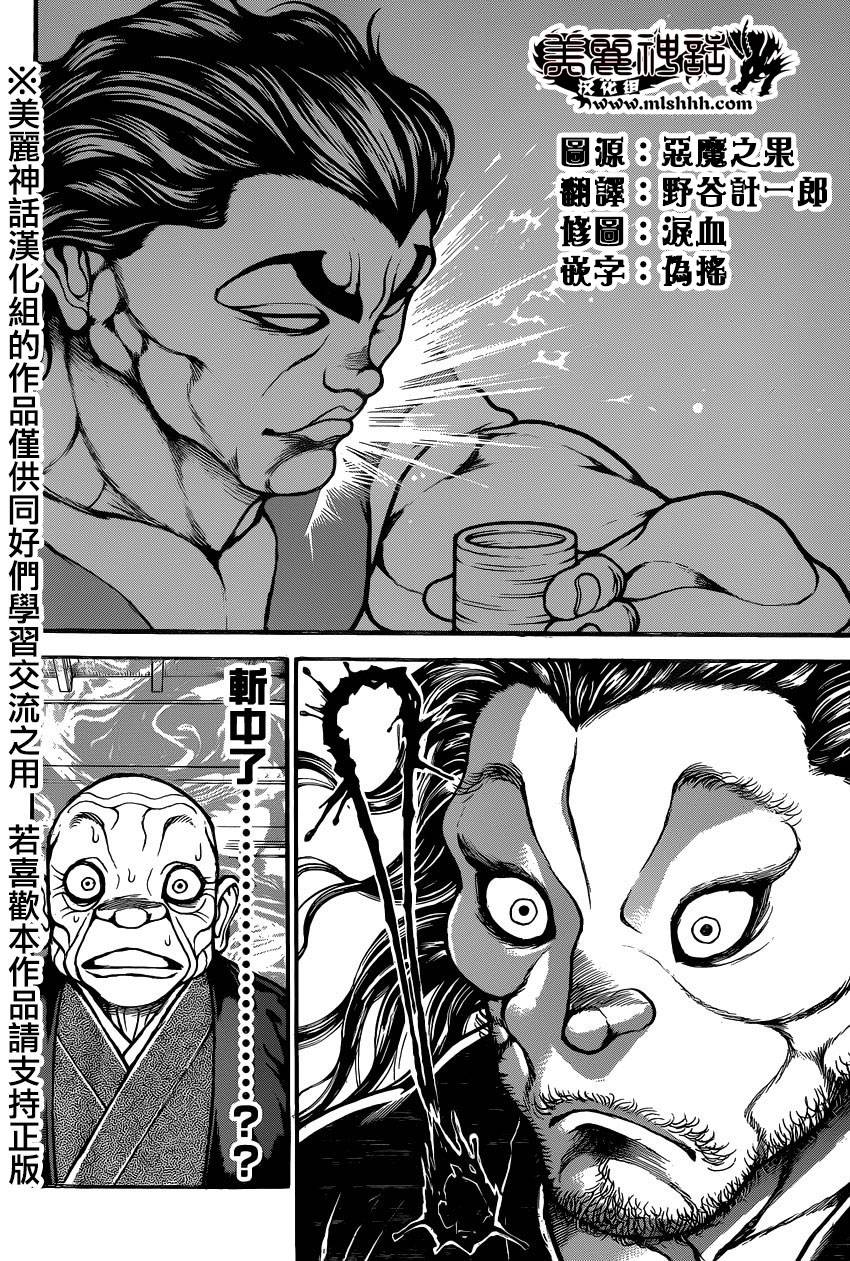 美麗神話
汉化组
www.mlshhh.com
圖源：惡魔之果
翻譯：野谷計一郎
修圖：淚血
嵌字：偽搖
※美麗神話漢化組的作品僅供同好們學習交流之用－若喜歡本作品請支持正版
斬中了………………………？？